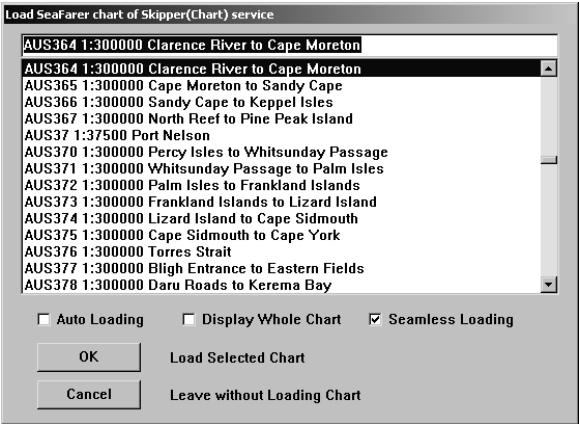 Load SeaFarer chart of Skipper(Chart) service
AUS364 1:300000 Clarence River to Cape Moreton
AUS364 1:300000 Clarence River to Cape Moreton
AUS365 1:300000 Cape Moreton to Sandy Cape
AUS366 1:300000 Sandy Cape to Keppel Isles
AUS367 1:300000 North Reef to Pine Peak Island
AUS37 1:37500 Port Nelson
AUS370 1:300000 Percy Isles to Whitsunday Passage
AUS371 1:300000 Whitsunday Passage to Palm Isles
AUS372 1:300000 Palm Isles to Frankland Islands
AUS373 1:300000 Frankland Islands to Lizard Island
AUS374 1:300000 Lizard Island to Cape Sidmouth
AUS375 1:300000 Cape Sidmouth to Cape York
AUS376 1:300000 Torres Strait
AUS377 1:300000 Bligh Entrance to Eastern Fields
AUS378 1:300000 Daru Roads to Kerema Bay
Auto Loading Display Whole Chart Seamless Loading
OK Load Selected Chart
Cancel Leave without Loading Chart